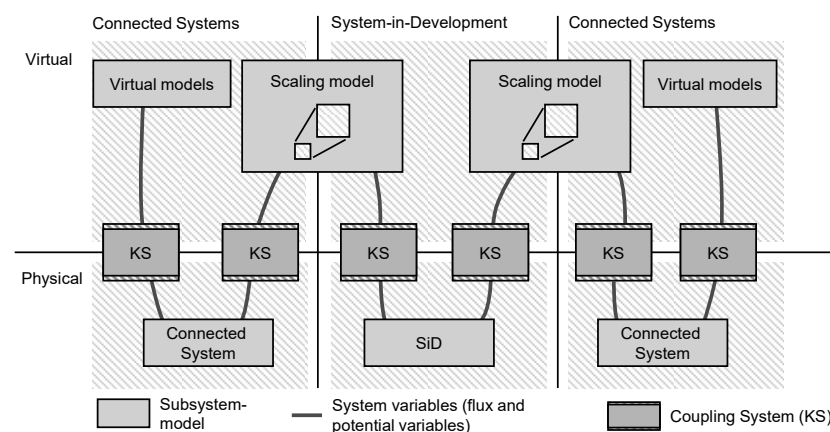 Connected Systems
System-in-Development
Connected Systems
Virtual
Virtual models
Scaling model
Scaling model
Virtual models
KS
KS
KS
KS
KS
KS
Physical
Connected
System
SiD
Connected
System
Subsystem-
model
System variables (flux and
potential variables)
Coupling System (KS)